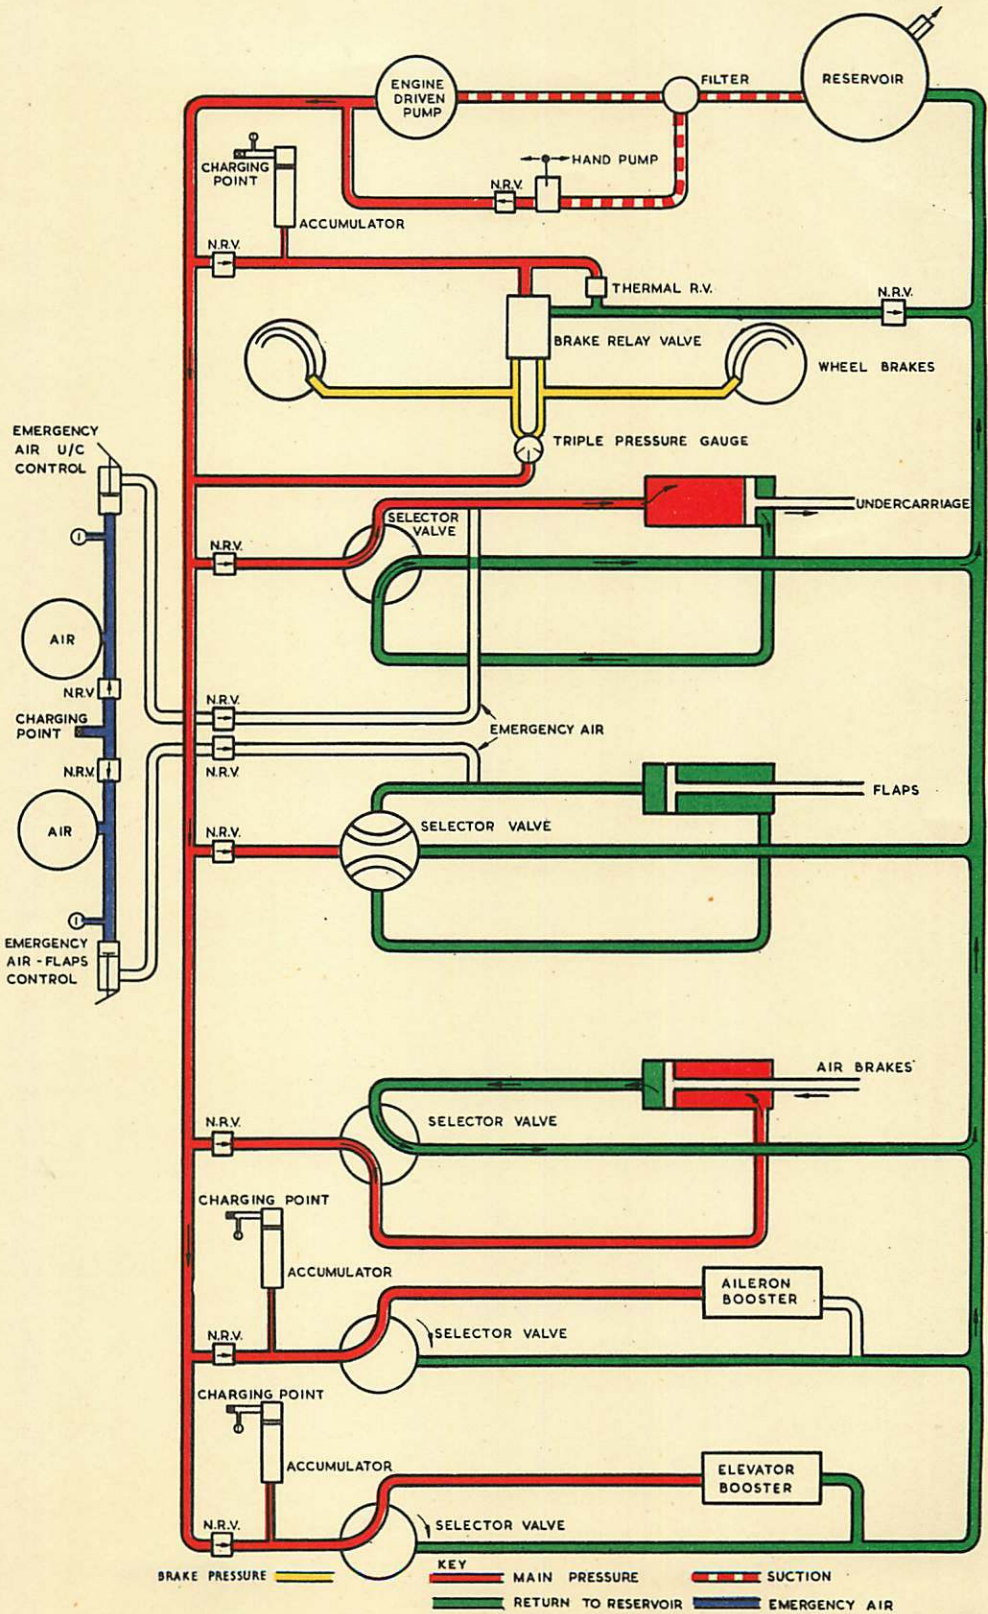 ENGINE
DRIVEN
PUMP
FILTER
RESERVOIR
CHARGING
POINT
HAND PUMP
N.R.V.
ACCUMULATOR
N.R.V.
THERMAL R.V.
N.R.V.
BRAKE RELAY VALVE
WHEEL BRAKES
EMERGENCY
AIR U/C
CONTROL
TRIPLE PRESSURE GAUGE
SELECTOR
VALVE
UNDERCARRIAGE
N.R.V.
AIR
N.R.V
N.R.V.
CHARGING
POINT
EMERGENCY AIR
N.R.V.
N.R.V.
FLAPS
AIR
N.R.V.
SELECTOR VALVE
EMERGENCY
AIR - FLAPS
CONTROL
AIR BRAKES
N.R.V.
SELECTOR VALVE
CHARGING POINT
ACCUMULATOR
AILERON
BOOSTER
N.R.V.
SELECTOR VALVE
CHARGING POINT
ACCUMULATOR
ELEVATOR
BOOSTER
N.R.V.
SELECTOR VALVE
KEY
BRAKE PRESSURE
MAIN PRESSURE
SUCTION
RETURN TO RESERVOIR
EMERGENCY AIR